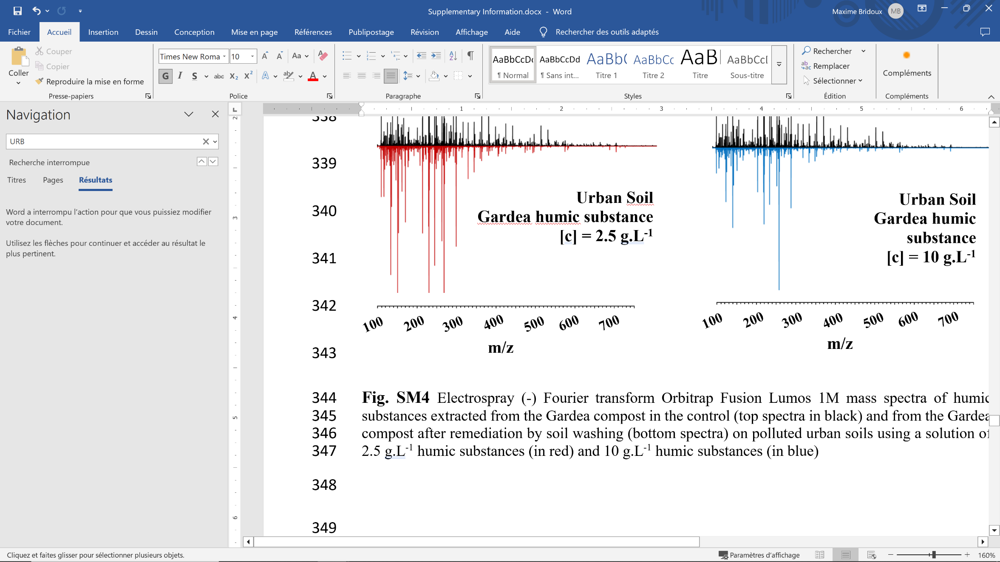 Supplementary Information.docx - Word
Maxime Bridoux
MB
Fichier Accueil Insertion Dessin Conception Mise en page Références Publipostage Révision Affichage Aide Rechercher des outils adaptés
Coller
Couper
Copier
Reproduire la mise en forme
Presse-papiers
Times New Roma 10
Aa
G I S abc X₂ X²
Police
Paragraphe
AaBbCcDc
¶ Normal
AaBbCcDd
¶ Sans int...
AaBb(
Titre 1
AaBbCc
Titre 2
AaB
Titre
AaBbCcD
Sous-titre
Styles
Rechercher
Remplacer
Sélectionner
Édition
Compléments
Compléments
Navigation
URB
Recherche interrompue
Titres Pages Résultats
Word a interrompu l’action pour que vous puissiez modifier
votre document.
Utilisez les flèches pour continuer et accéder au résultat le
plus pertinent.
1 2 3 4 5 6
2
3
4
5
6
338
339
340
341
342
343
Urban Soil
Gardea humic substance
[c] = 2.5 g.L⁻¹
100 200 300 400 500 600 700
m/z
Urban Soil
Gardea humic
substance
[c] = 10 g.L⁻¹
100 200 300 400 500 600 700
m/z
344 Fig. SM4 Electrospray (-) Fourier transform Orbitrap Fusion Lumos 1M mass spectra of humic
345 substances extracted from the Gardea compost in the control (top spectra in black) and from the Gardea
346 compost after remediation by soil washing (bottom spectra) on polluted urban soils using a solution of
347 2.5 g.L⁻¹ humic substances (in red) and 10 g.L⁻¹ humic substances (in blue)
348
349
Cliquez et faites glisser pour sélectionner plusieurs objets.
Paramètres d’affichage
160%